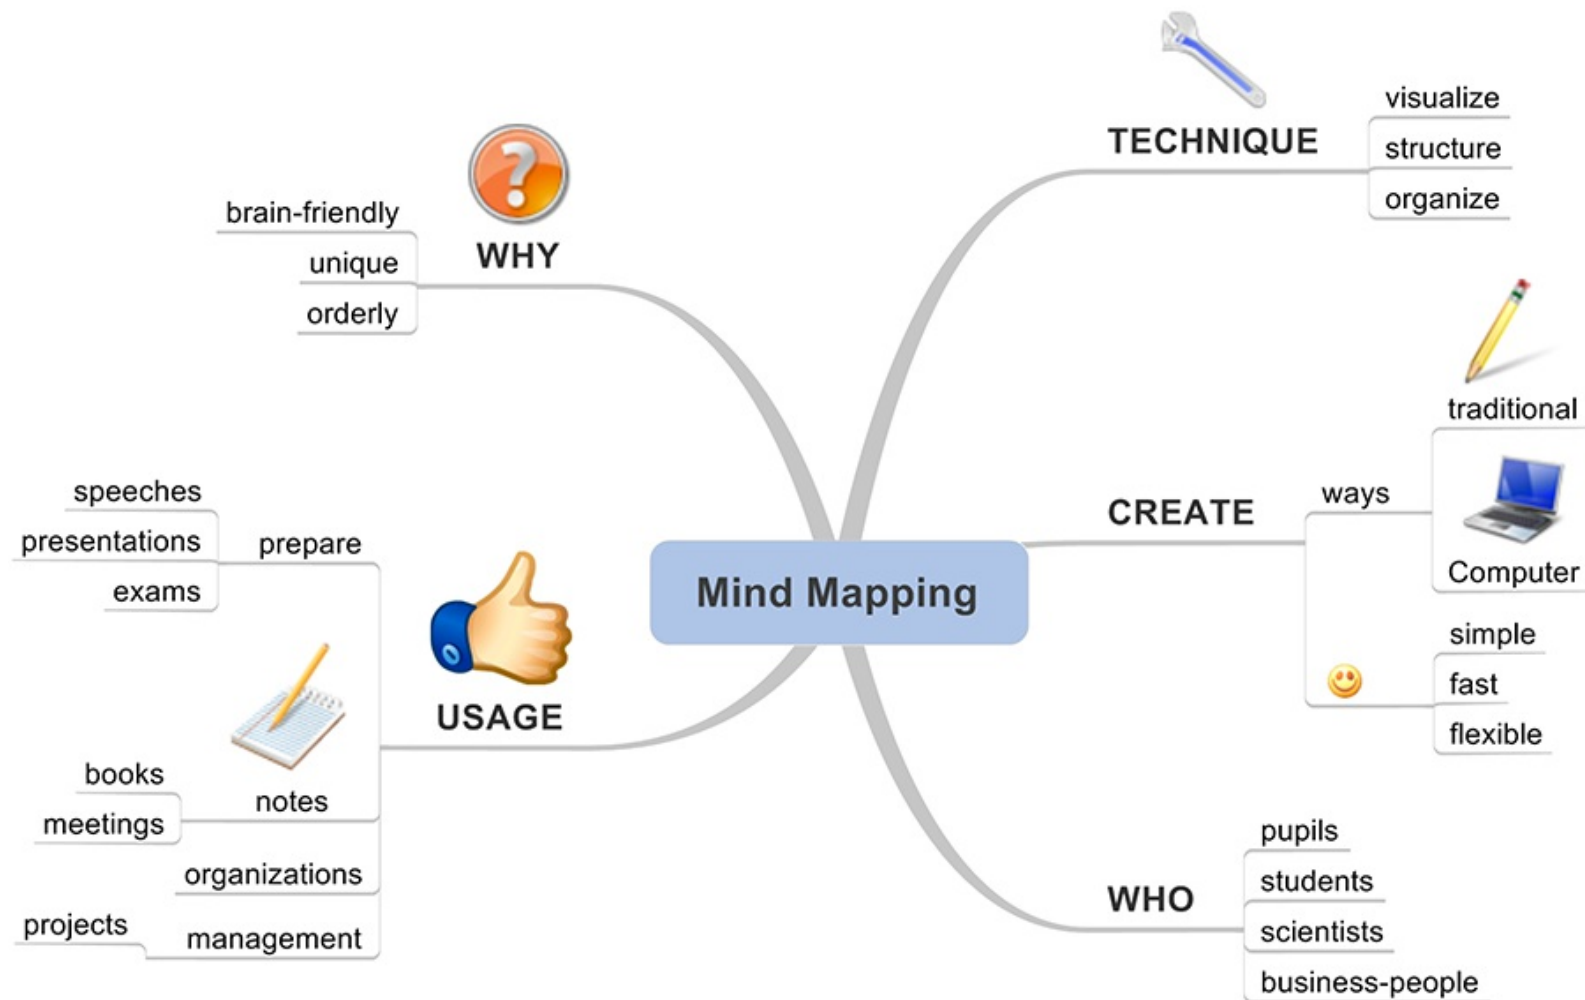 Mind Mapping
TECHNIQUE
visualize
structure
organize
CREATE
ways
traditional
Computer
simple
fast
flexible
WHO
pupils
students
scientists
business-people
WHY
?
brain-friendly
unique
orderly
USAGE
prepare
speeches
presentations
exams
notes
books
meetings
organizations
management
projects